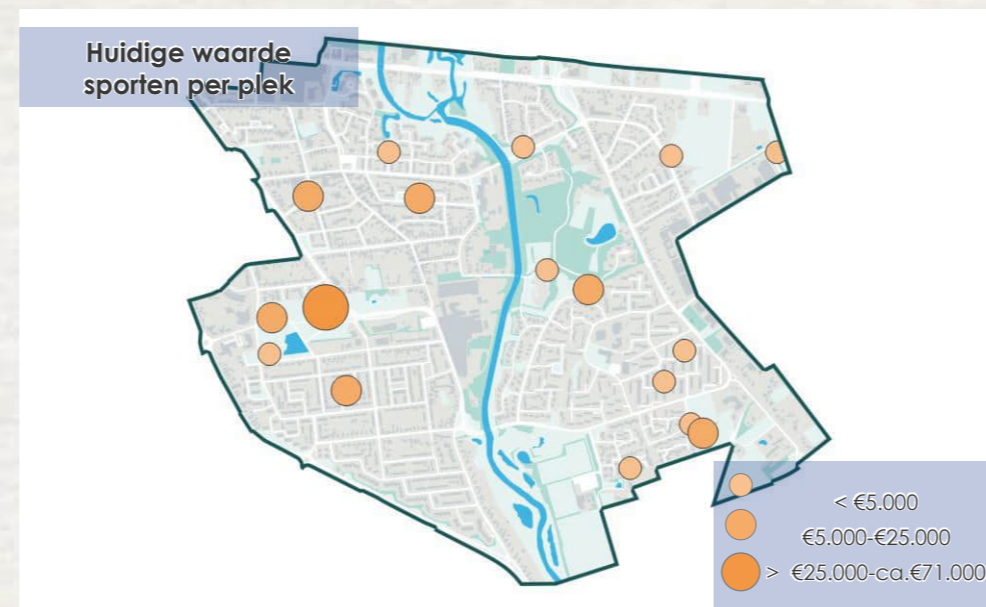 Huidige waarde
sporten per plek
< €5.000
€5.000-€25.000
> €25.000-ca.€71.000